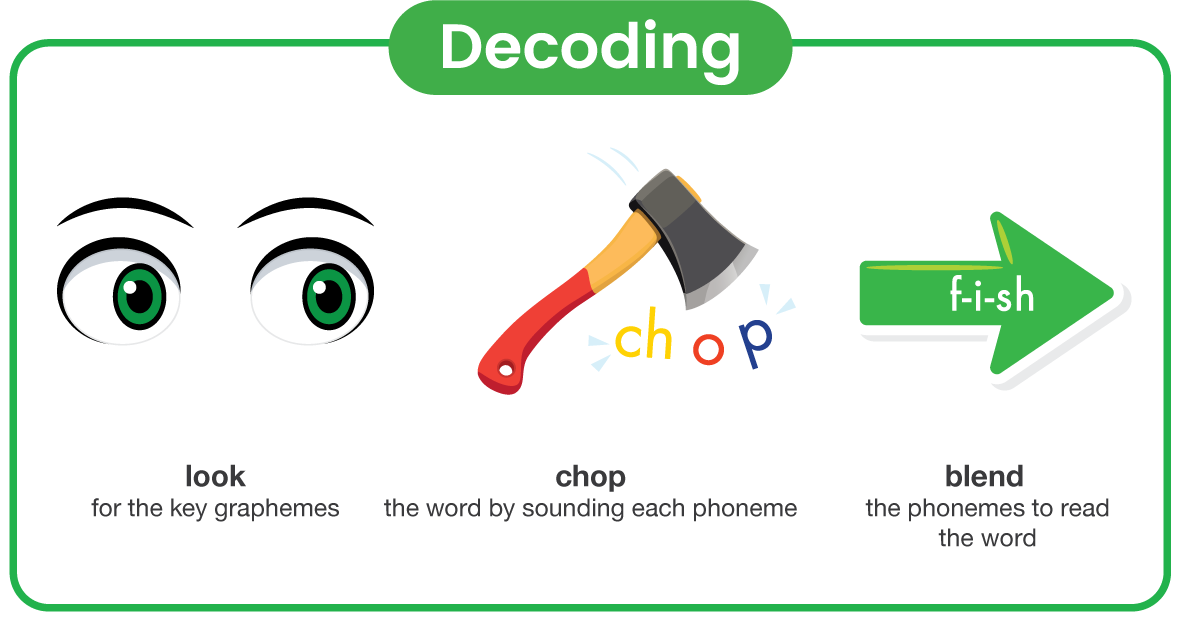 Decoding
ch o p
f-i-sh
look
for the key graphemes
chop
the word by sounding each phoneme
blend
the phonemes to read
the word